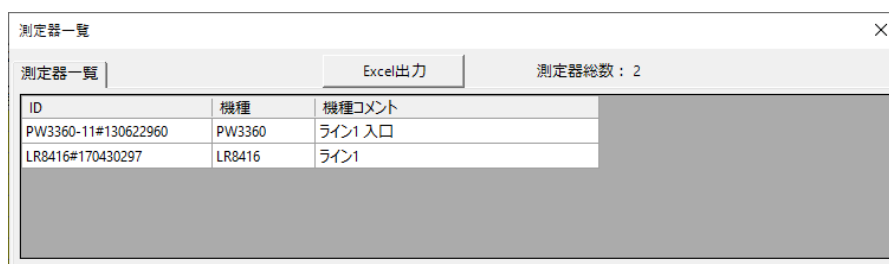 測定器一覧
測定器一覧 Excel出力 測定器総数： 2
ID 機種 機種コメント
PW3360-11#130622960 PW3360 ライン1 入口
LR8416#170430297 LR8416 ライン1